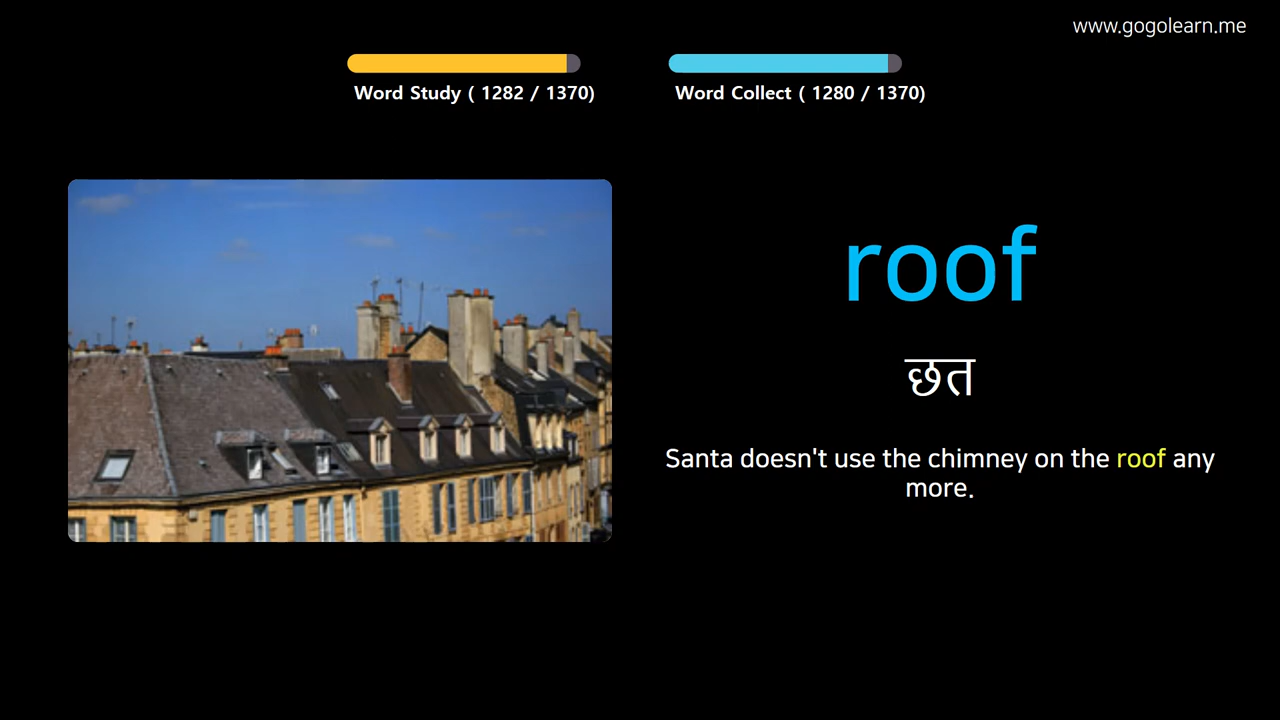 www.gogolearn.me
Word Study ( 1282 / 1370)
Word Collect ( 1280 / 1370)
roof
छत
Santa doesn't use the chimney on the roof any
more.